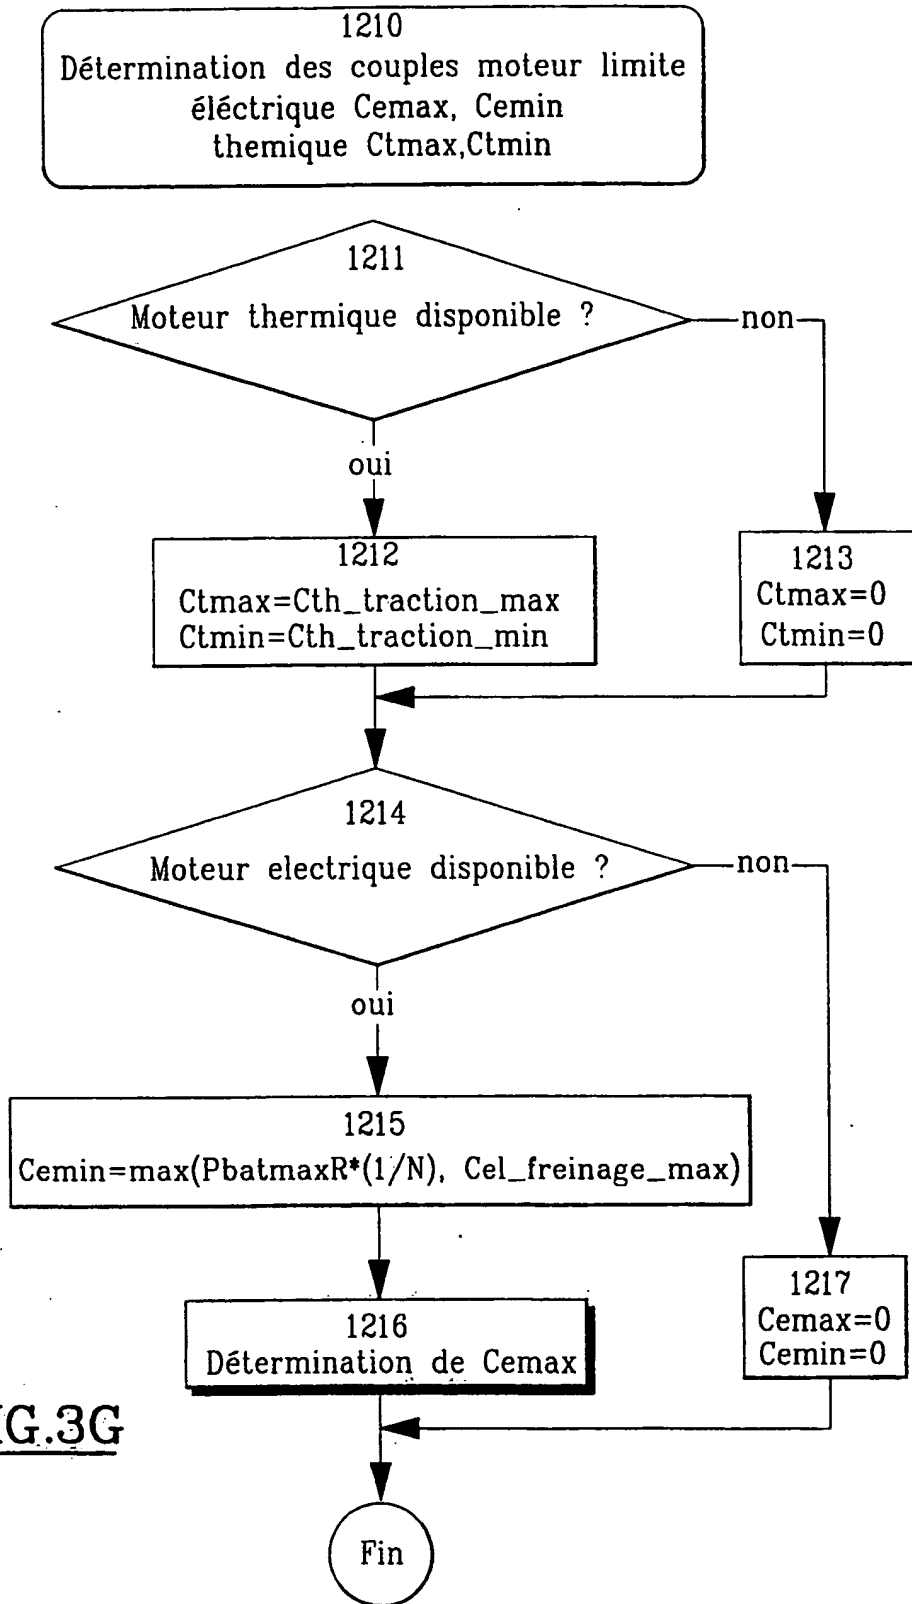 1210
Détermination des couples moteur limite
éléctrique Cemax, Cemin
themique Ctmax,Ctmin
1211
Moteur thermique disponible ?
non
oui
1212
Ctmax=Cth_traction_max
Ctmin=Cth_traction_min
1213
Ctmax=0
Ctmin=0
1214
Moteur electrique disponible ?
non
oui
1215
Cemin=max(PbatmaxR*(1/N), Cel_freinage_max)
1216
Détermination de Cemax
1217
Cemax=0
Cemin=0
IG.3G
Fin